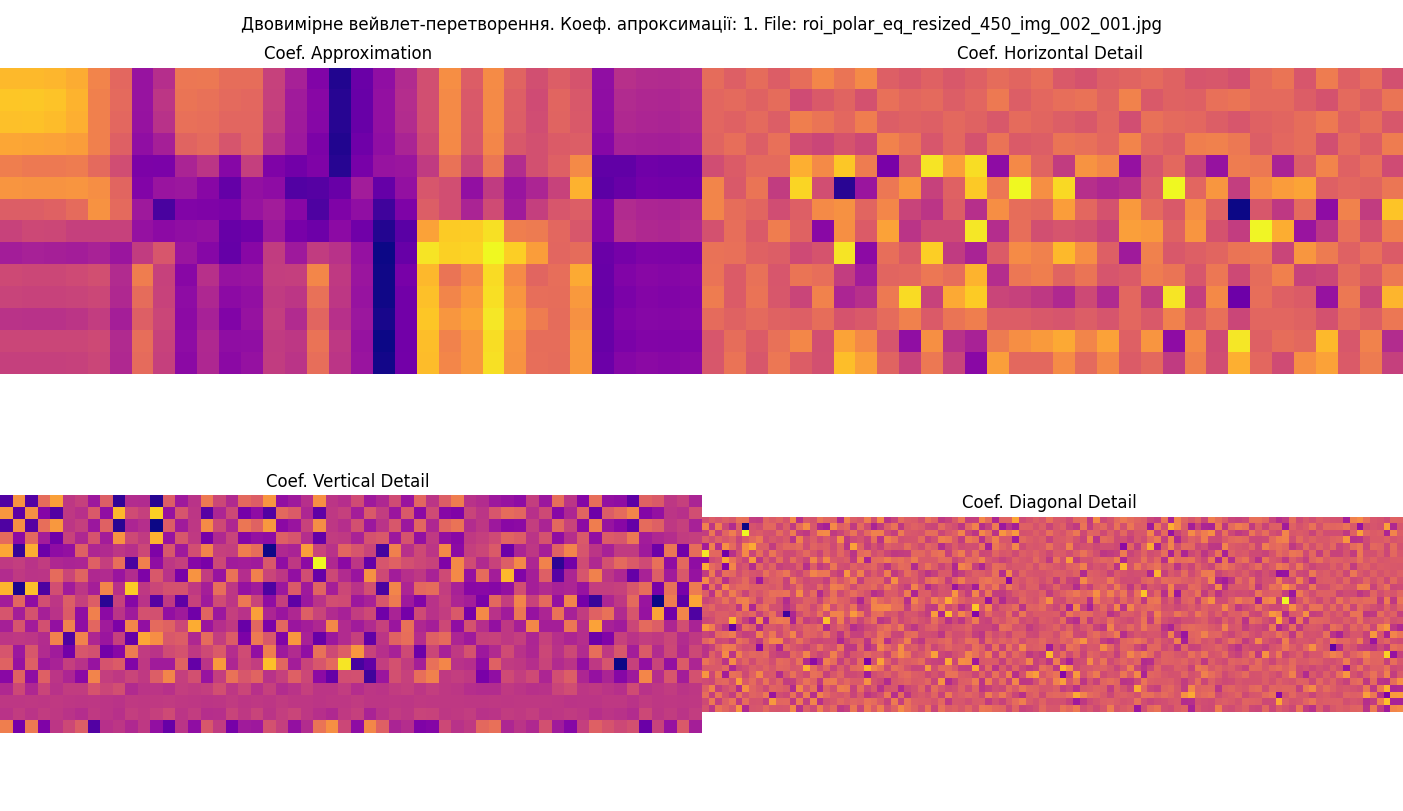 Двовимірне вейвлет-перетворення. Коеф. апроксимації: 1. File: roi_polar_eq_resized_450_img_002_001.jpg
Coef. Approximation
Coef. Horizontal Detail
Coef. Vertical Detail
Coef. Diagonal Detail